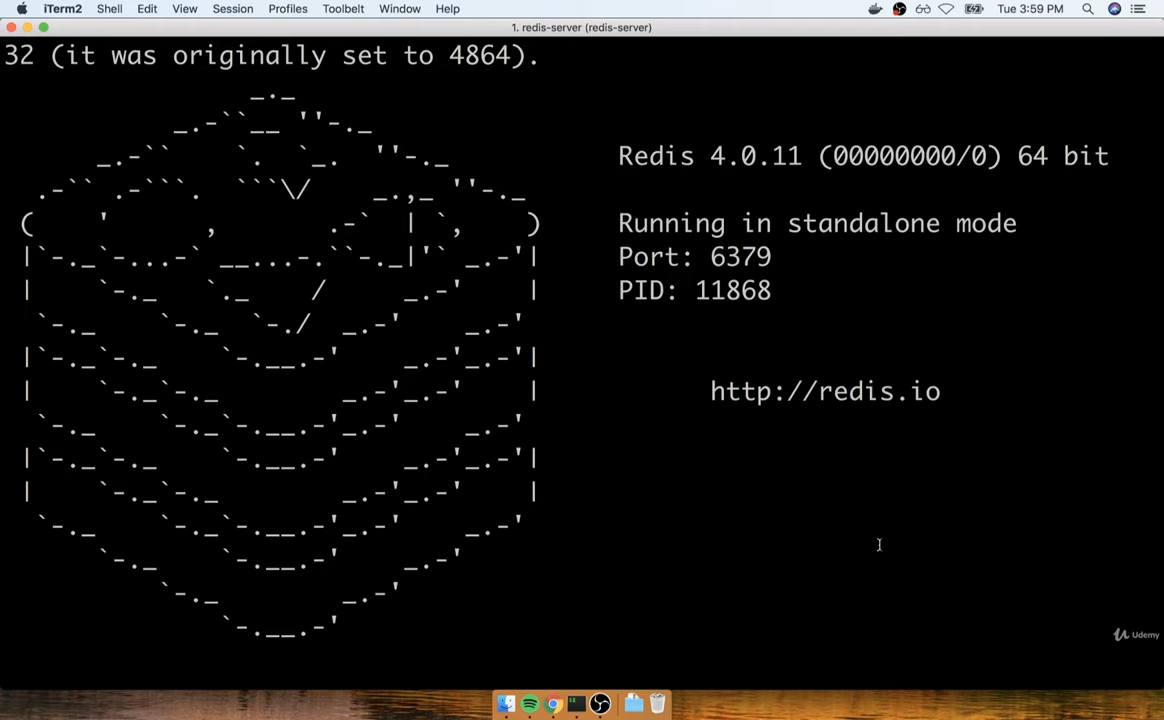 iTerm2 Shell Edit View Session Profiles Toolbelt Window Help Tue 3:59 PM
1. redis-server (redis-server)
32 (it was originally set to 4864).
Redis 4.0.11 (00000000/0) 64 bit
Running in standalone mode
Port: 6379
PID: 11868
http://redis.io
Udemy